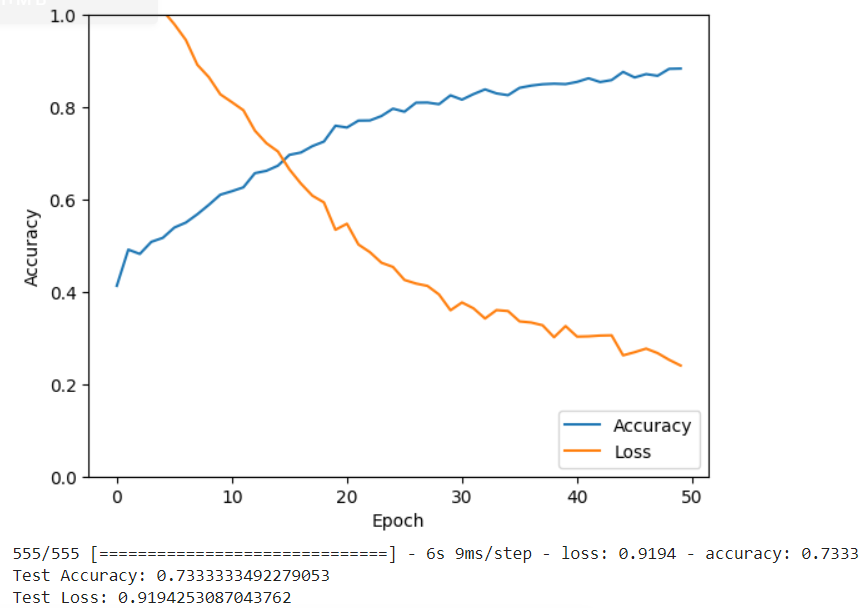 1.0
0.8
0.6
0.4
0.2
0.0
Accuracy
Accuracy
Loss
0 10 20 30 40 50
Epoch
555/555 [==============================] - 6s 9ms/step - loss: 0.9194 - accuracy: 0.7333
Test Accuracy: 0.7333333492279053
Test Loss: 0.9194253087043762